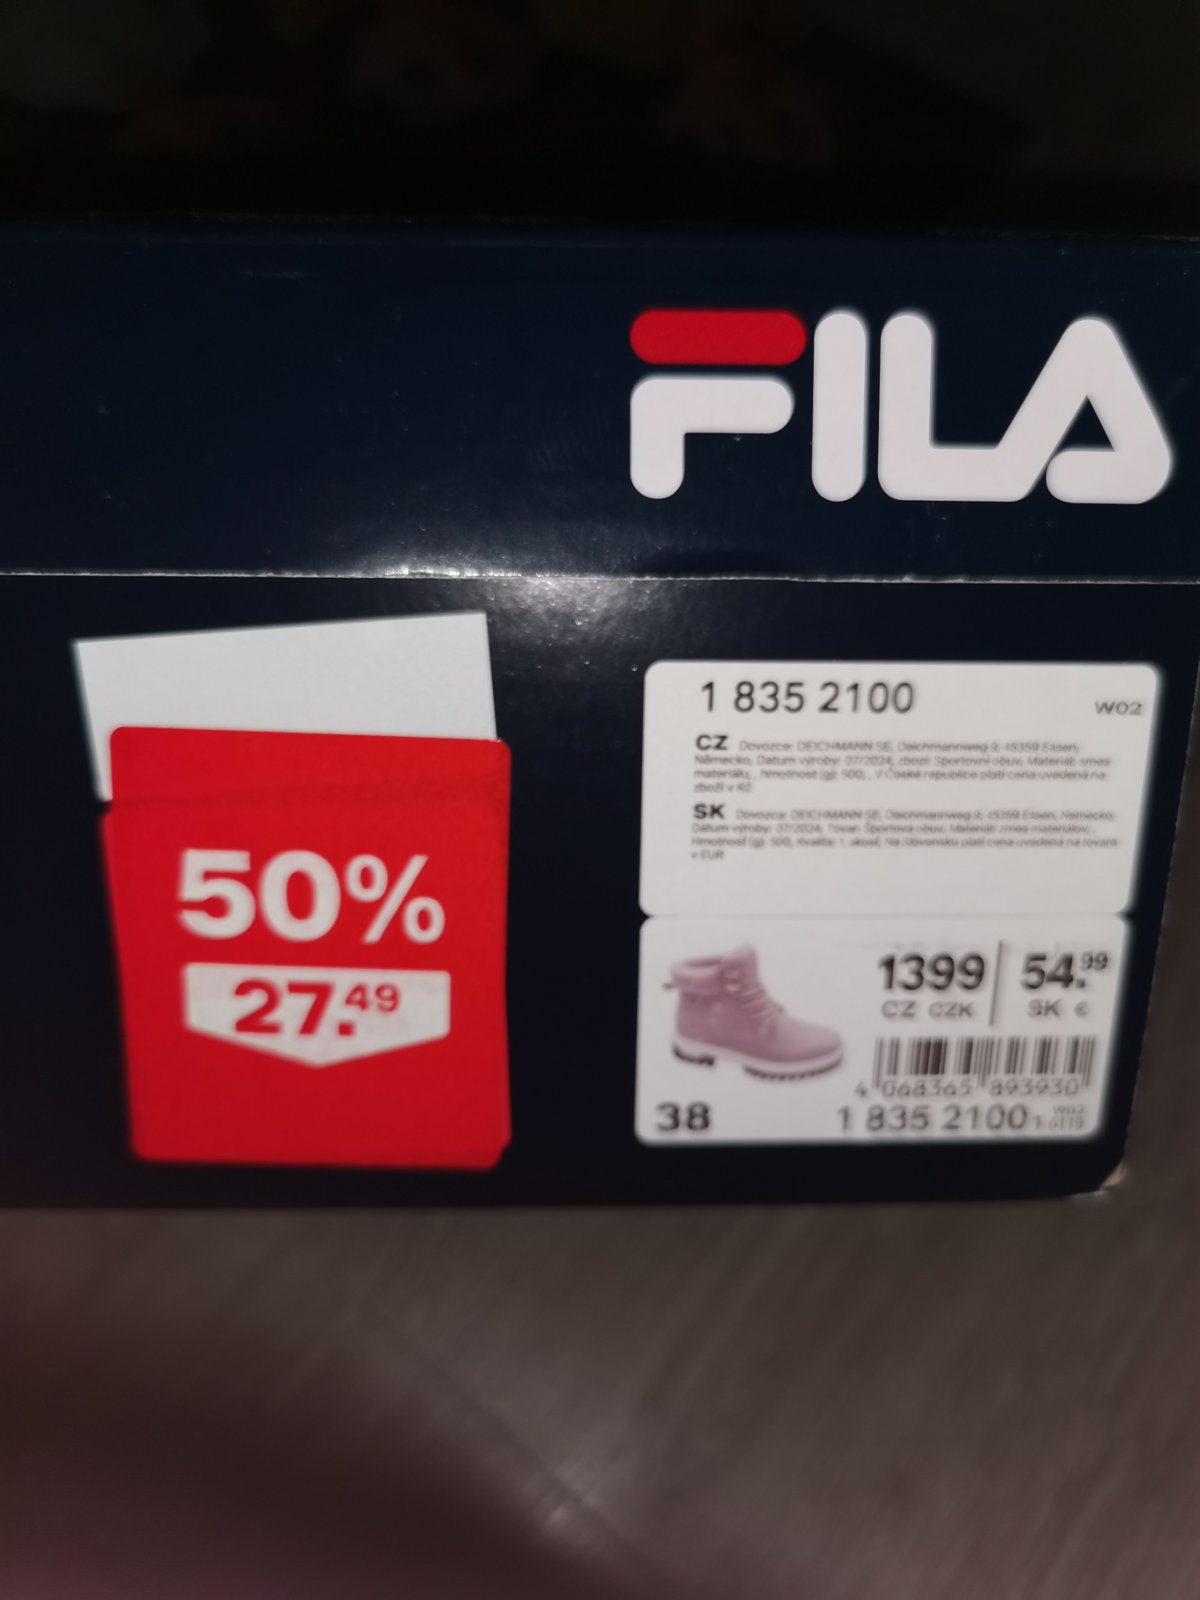 FILA
50%
27.49
1 835 2100
W02
CZ Dovozce: DEICHMANN SE, Deichmannweg 9, 45359 Essen,
Německo, Datum výroby: 07/2024, zboží: Sportovní obuv, Materiál: smes
materiálu, , hmotnost (g): 500, , V České republice platí cena uvedená na
zboží v Kč
SK Dovozca: DEICHMANN SE, Deichmannweg 9, 45359 Essen, Nemecko,
Dátum výroby: 07/2024, Tovar: Športová obuv, Materiál: zmes materiálov, ,
Hmotnosť (g): 500, Kvalita: 1. akosť, Na Slovensku platí cena uvedená na tovare
v EUR
1399 54.99
CZ CZK SK €
4 068365 893930
38 1 835 2100 W02